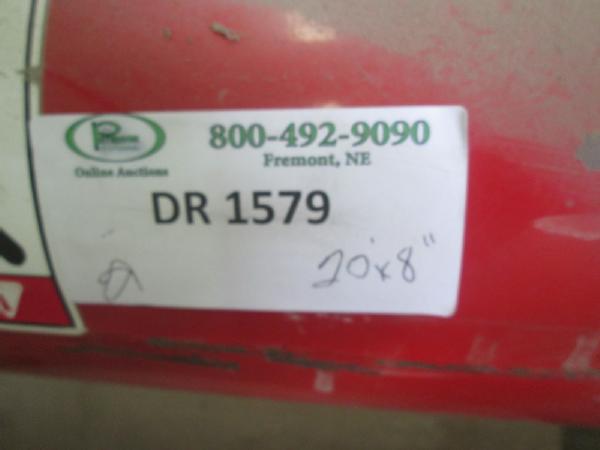 800-492-9090
Fremont, NE
Online Auctions
DR 1579
20'x8"